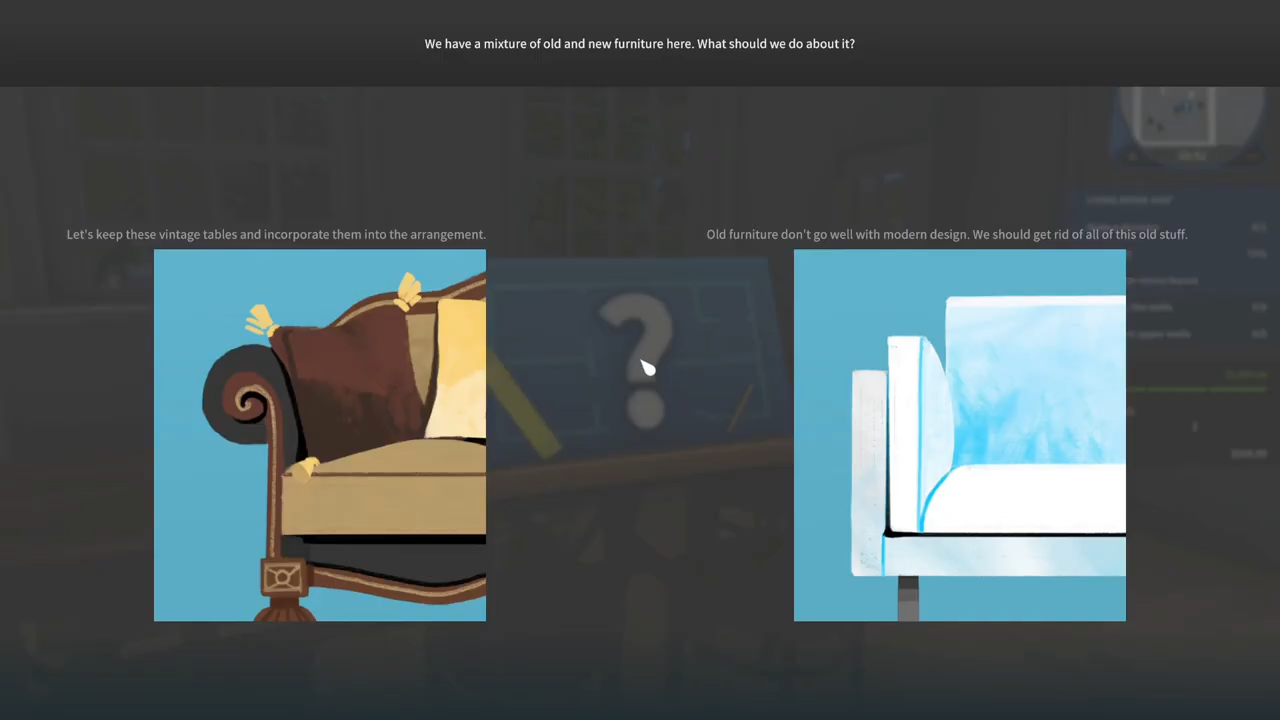 We have a mixture of old and new furniture here. What should we do about it?
Let's keep these vintage tables and incorporate them into the arrangement.
Old furniture don't go well with modern design. We should get rid of all of this old stuff.
?